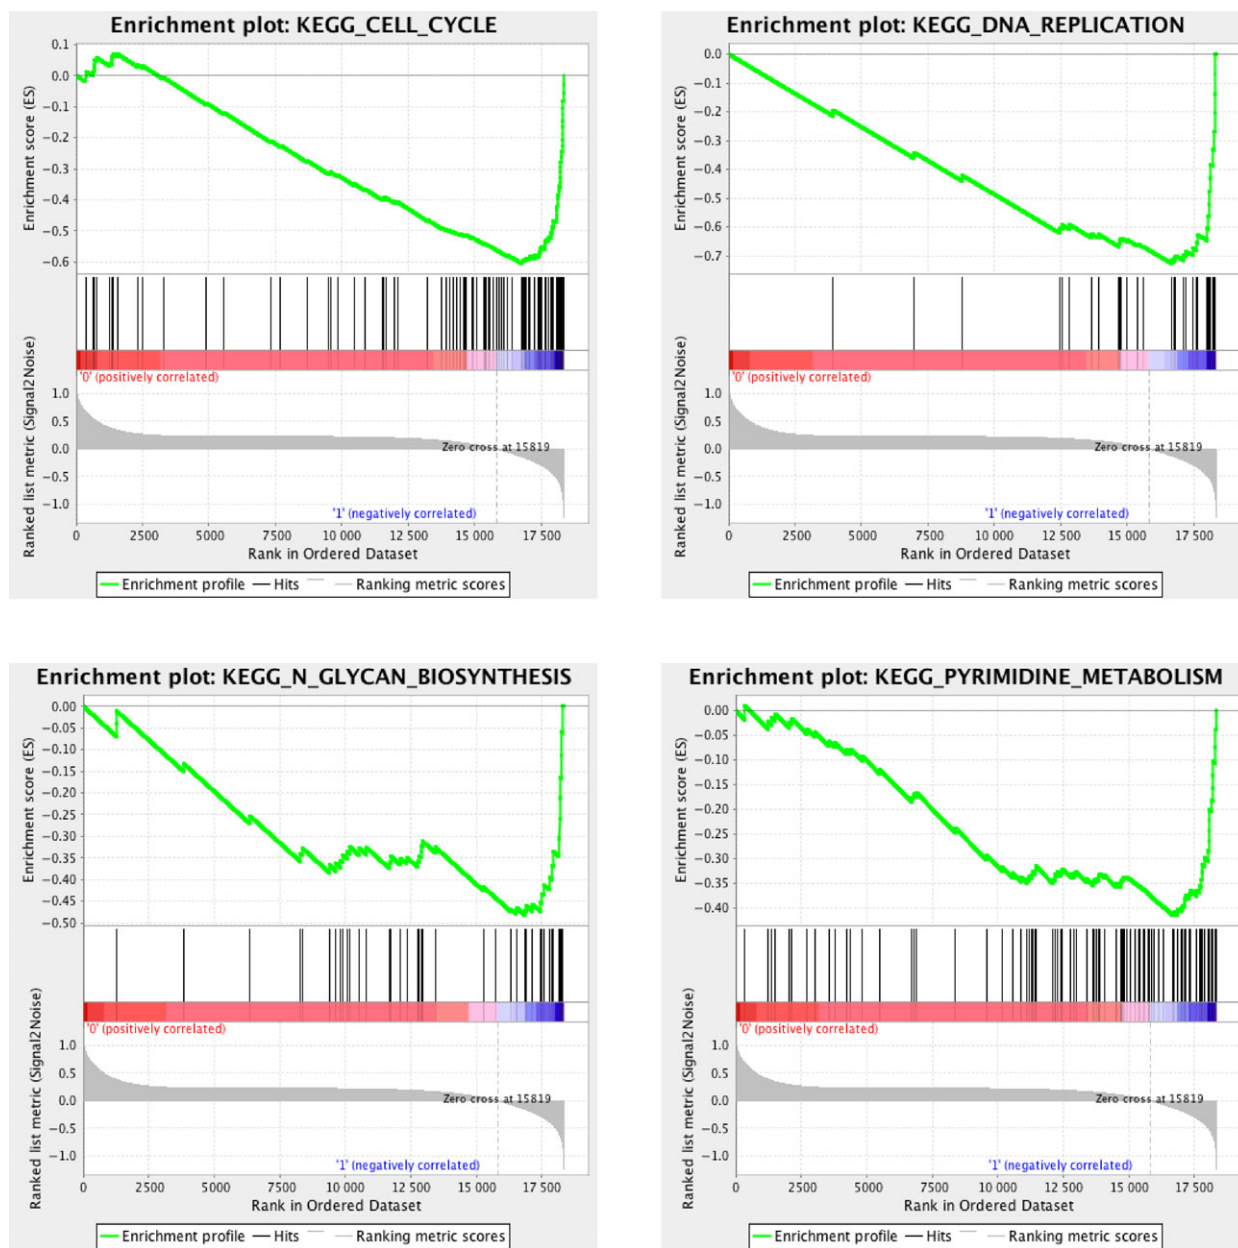 Enrichment plot: KEGG_CELL_CYCLE
Enrichment score (ES)
0.1
0.0
−0.1
−0.2
−0.3
−0.4
−0.5
−0.6
'0' (positively correlated)
Ranked list metric (Signal2Noise)
1.0
0.5
0.0
−0.5
−1.0
Zero cross at 15819
'1' (negatively correlated)
0 2500 5000 7500 10 000 12 500 15 000 17 500
Rank in Ordered Dataset
Enrichment profile Hits Ranking metric scores
Enrichment plot: KEGG_DNA_REPLICATION
Enrichment score (ES)
0.0
−0.1
−0.2
−0.3
−0.4
−0.5
−0.6
−0.7
'0' (positively correlated)
Ranked list metric (Signal2Noise)
1.0
0.5
0.0
−0.5
−1.0
Zero cross at 15819
'1' (negatively correlated)
0 2500 5000 7500 10 000 12 500 15 000 17 500
Rank in Ordered Dataset
Enrichment profile Hits Ranking metric scores
Enrichment plot: KEGG_N_GLYCAN_BIOSYNTHESIS
Enrichment score (ES)
0.00
−0.05
−0.10
−0.15
−0.20
−0.25
−0.30
−0.35
−0.40
−0.45
−0.50
'0' (positively correlated)
Ranked list metric (Signal2Noise)
1.0
0.5
0.0
−0.5
−1.0
Zero cross at 15819
'1' (negatively correlated)
0 2500 5000 7500 10 000 12 500 15 000 17 500
Rank in Ordered Dataset
Enrichment profile Hits Ranking metric scores
Enrichment plot: KEGG_PYRIMIDINE_METABOLISM
Enrichment score (ES)
0.00
−0.05
−0.10
−0.15
−0.20
−0.25
−0.30
−0.35
−0.40
'0' (positively correlated)
Ranked list metric (Signal2Noise)
1.0
0.5
0.0
−0.5
−1.0
Zero cross at 15819
'1' (negatively correlated)
0 2500 5000 7500 10 000 12 500 15 000 17 500
Rank in Ordered Dataset
Enrichment profile Hits Ranking metric scores